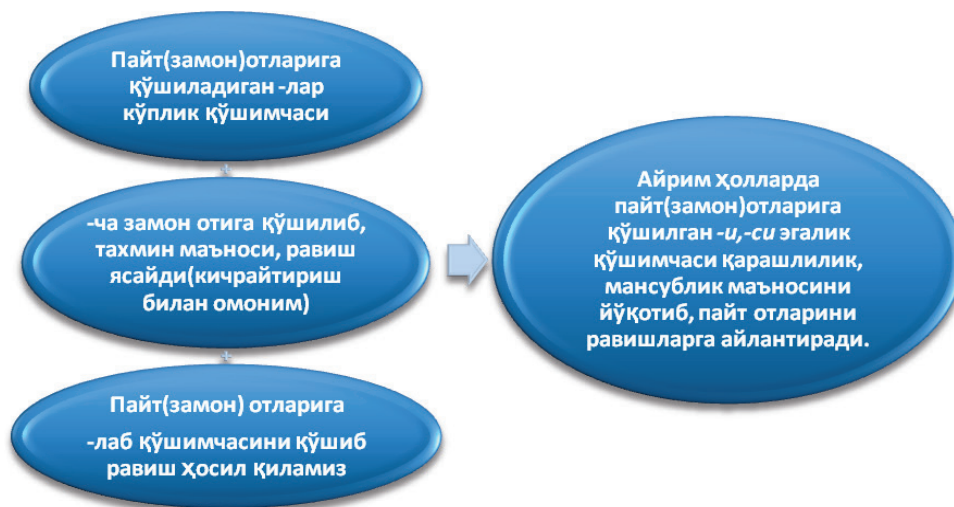 Пайт(замон)отларига
қўшиладиган -лар
кўплик қўшимчаси
-ча замон отига қўшилиб,
тахмин маъноси, равиш
ясайди(кичрайтириш
билан омоним)
Пайт(замон) отларига
-лаб қўшимчасини қўшиб
равиш ҳосил қиламиз
Айрим ҳолларда
пайт(замон)отларига
қўшилган -и,-си эгалик
қўшимчаси қарашлилик,
мансублик маъносини
йўқотиб, пайт отларини
равишларга айлантиради.